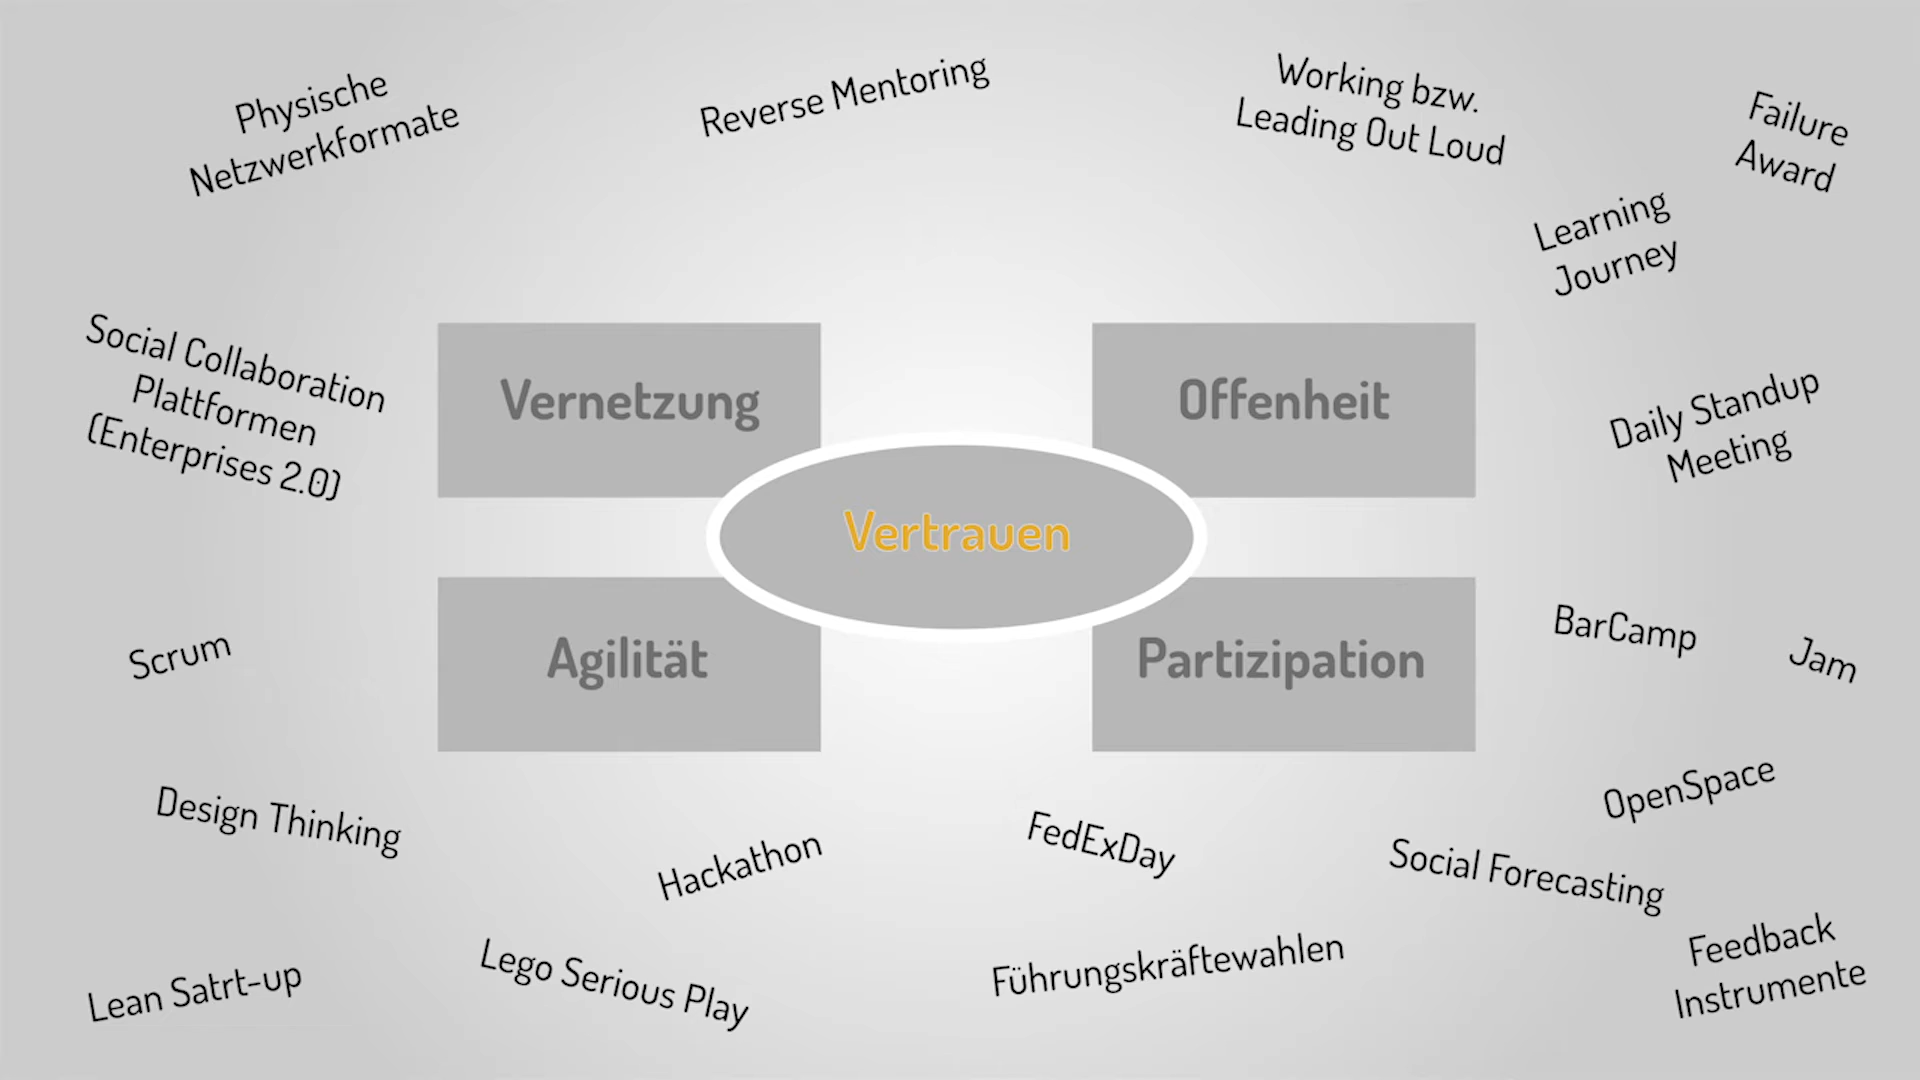 Physische
Netzwerkformate
Reverse Mentoring
Working bzw.
Leading Out Loud
Failure
Award
Learning
Journey
Social Collaboration
Plattformen
(Enterprises 2.0)
Vernetzung
Offenheit
Daily Standup
Meeting
Vertrauen
Scrum
Agilität
Partizipation
BarCamp
Jam
Design Thinking
Hackathon
FedExDay
Social Forecasting
OpenSpace
Lean Satrt-up
Lego Serious Play
Führungskräftewahlen
Feedback
Instrumente